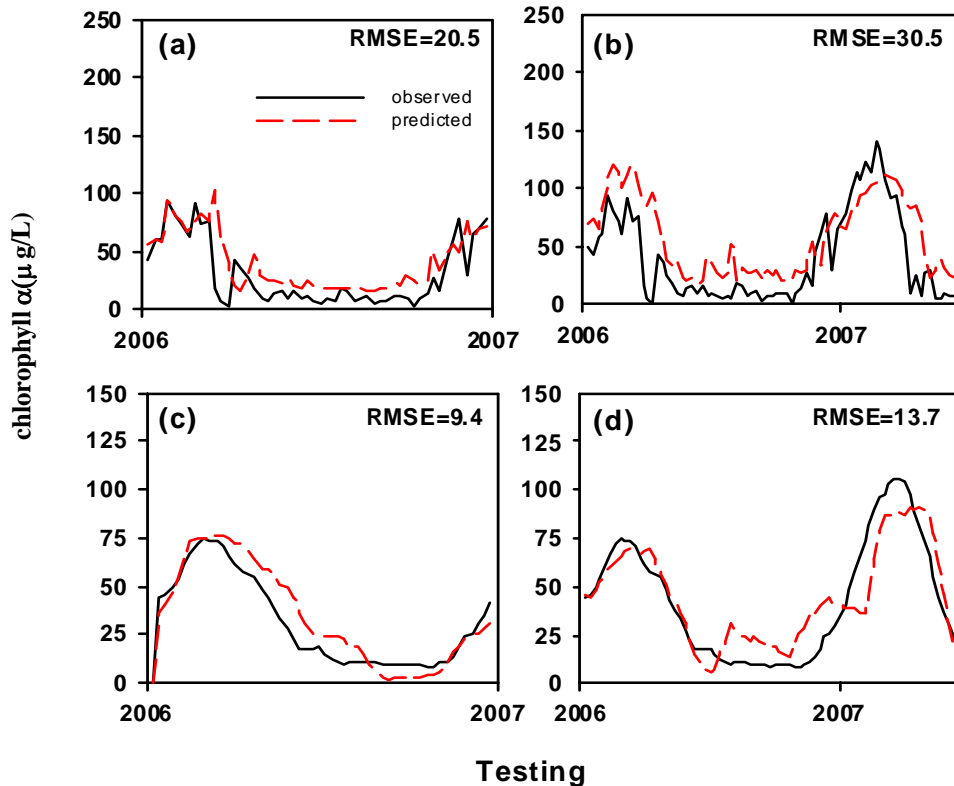 250
200
150
100
50
0
(a)
RMSE=20.5
observed
predicted
2006
2007
250
200
150
100
50
0
(b)
RMSE=30.5
2006
2007
chlorophyll α(μ g/L)
150
125
100
75
50
25
0
(c)
RMSE=9.4
2006
2007
150
125
100
75
50
25
0
(d)
RMSE=13.7
2006
2007
Testing